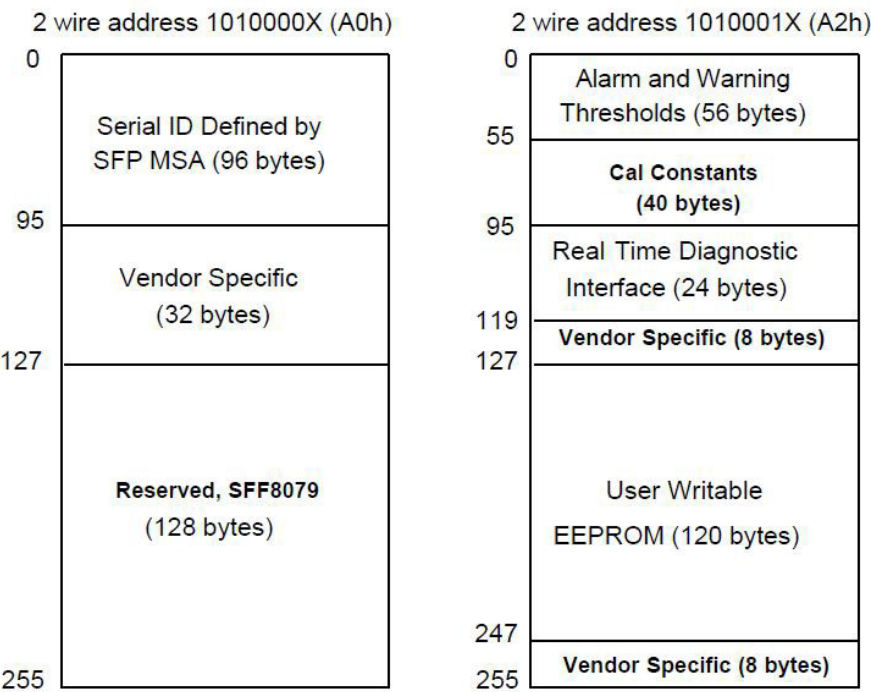 2 wire address 1010000X (A0h)
0
Serial ID Defined by
SFP MSA (96 bytes)
95
Vendor Specific
(32 bytes)
127
Reserved, SFF8079
(128 bytes)
255
2 wire address 1010001X (A2h)
0
Alarm and Warning
Thresholds (56 bytes)
55
Cal Constants
(40 bytes)
95
Real Time Diagnostic
Interface (24 bytes)
119
Vendor Specific (8 bytes)
127
User Writable
EEPROM (120 bytes)
247
Vendor Specific (8 bytes)
255